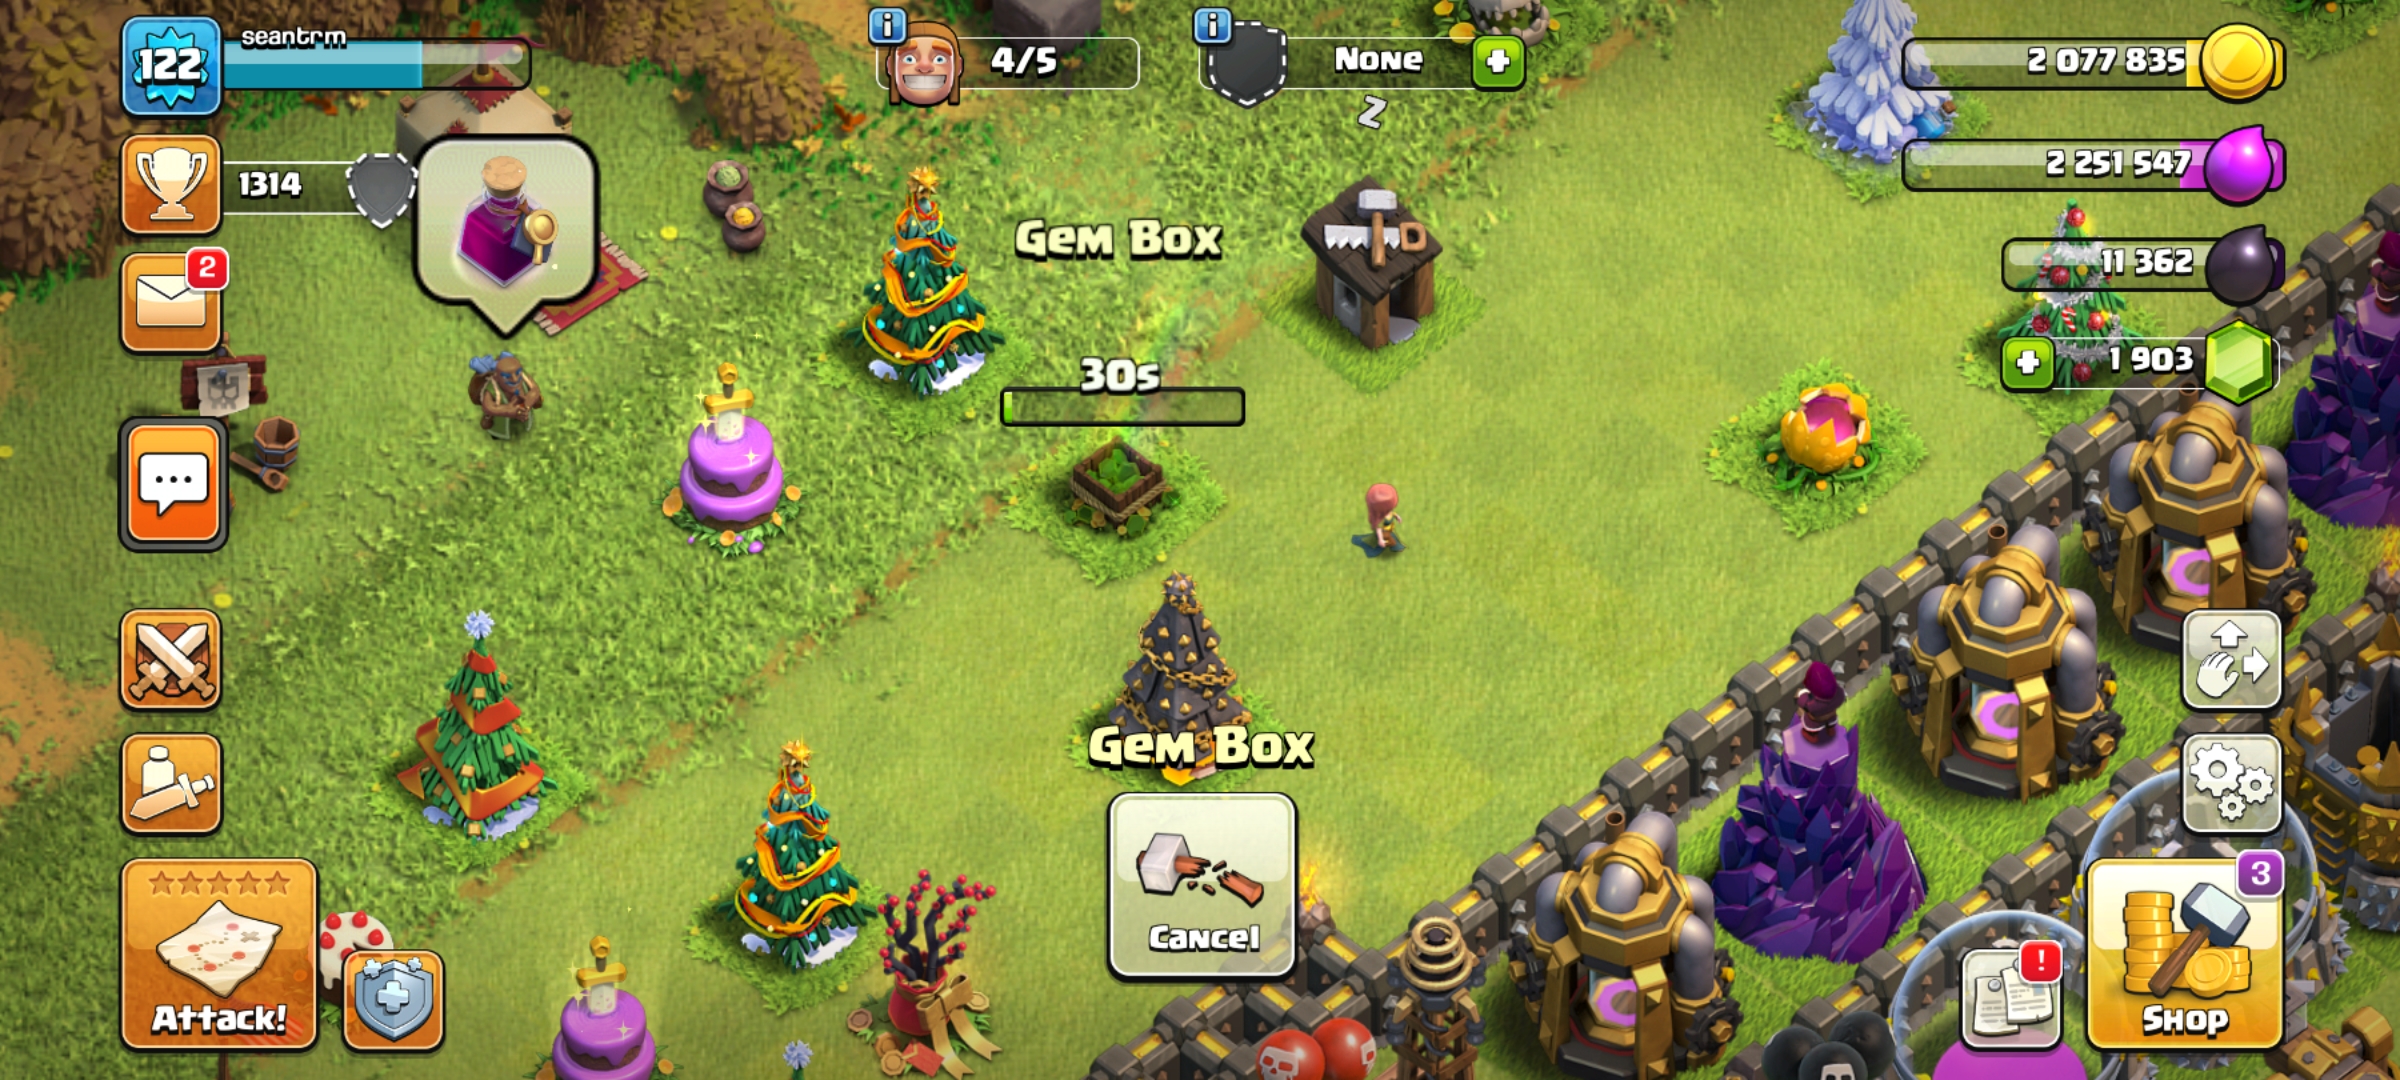 122
seantrm
4/5
None
2 077 835
Z
1314
2 251 547
Gem Box
2
11 362
30s
1 903
Gem Box
Cancel
3
!
Attack!
Shop